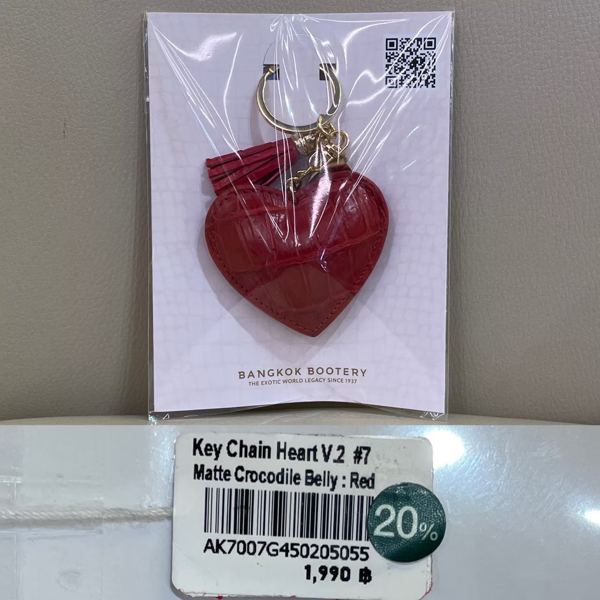 BANGKOK BOOTERY
THE EXOTIC WORLD LEGACY SINCE 1937
Key Chain Heart V.2 #7
Matte Crocodile Belly : Red
20%
AK7007G450205055
1,990 ฿